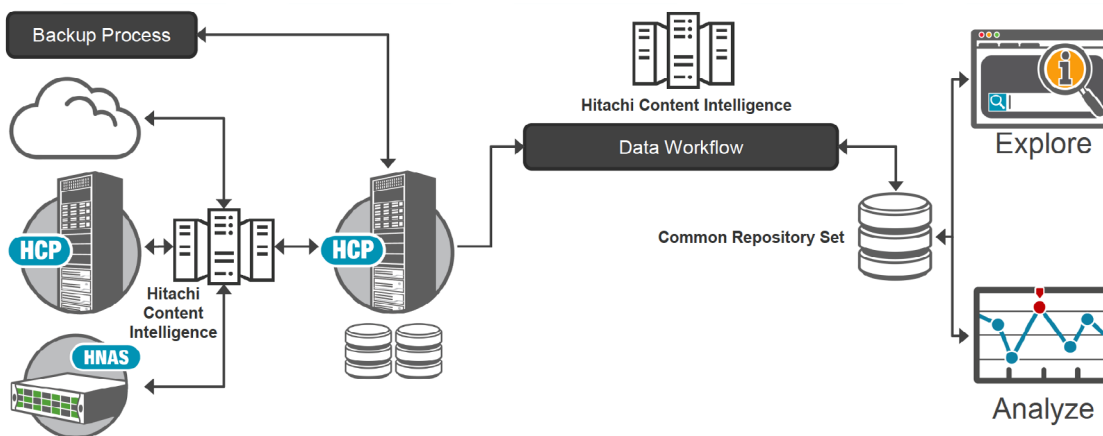 Backup Process
Hitachi Content Intelligence
Data Workflow
i
Explore
HCP
HCP
Common Repository Set
Hitachi
Content
Intelligence
HNAS
Analyze